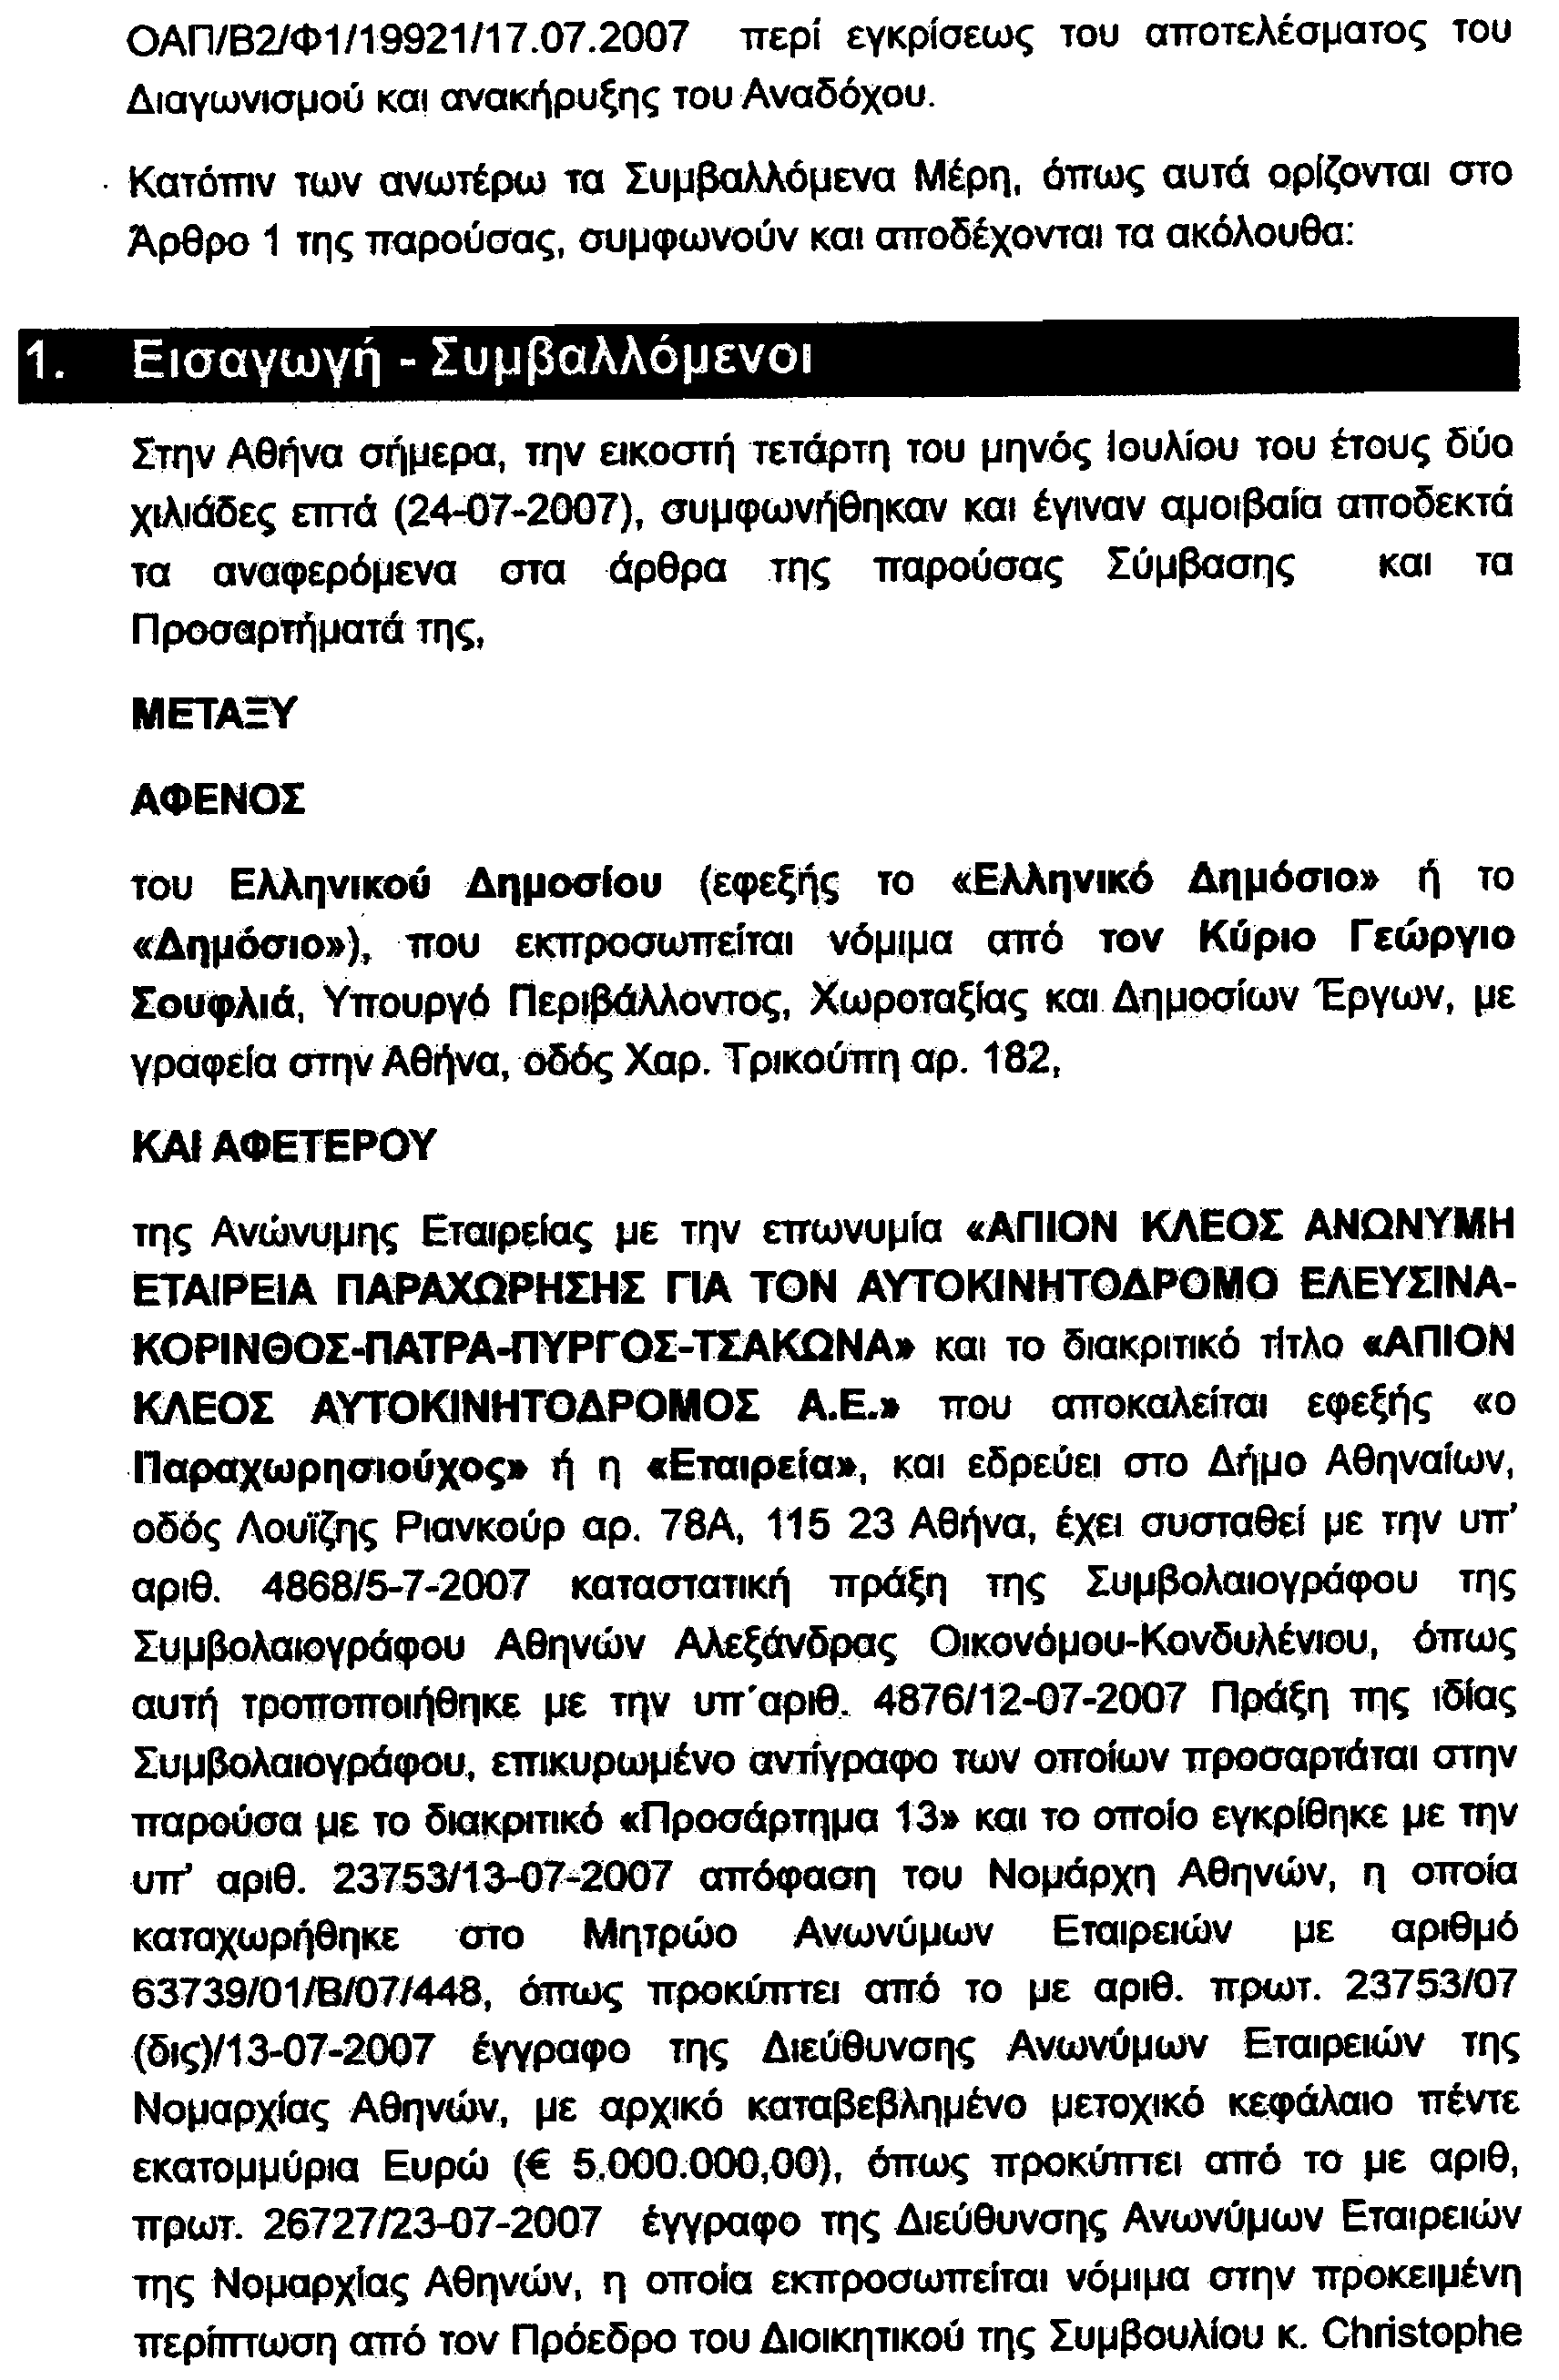 ΟΑΠ/Β2/Φ1/19921/17.07.2007 περί εγκρίσεως του αποτελέσματος του
Διαγωνισμού και ανακήρυξης του Αναδόχου.
Κατόπιν των ανωτέρω τα Συμβαλλόμενα Μέρη, όπως αυτά ορίζονται στο
Άρθρο 1 της παρούσας, συμφωνούν και αποδέχονται τα ακόλουθα:
1. Εισαγωγή - Συμβαλλόμενοι
Στην Αθήνα σήμερα, την εικοστή τετάρτη του μηνός Ιουλίου του έτους δύο
χιλιάδες επτά (24-07-2007), συμφωνήθηκαν και έγιναν αμοιβαία αποδεκτά
τα αναφερόμενα στα άρθρα της παρούσας Σύμβασης και τα
Προσαρτήματά της,
ΜΕΤΑΞΥ
ΑΦΕΝΟΣ
του Ελληνικού Δημοσίου (εφεξής το «Ελληνικό Δημόσιο» ή το
«Δημόσιο»), που εκπροσωπείται νόμιμα από τον Κύριο Γεώργιο
Σουφλιά, Υπουργό Περιβάλλοντος, Χωροταξίας και Δημοσίων Έργων, με
γραφεία στην Αθήνα, οδός Χαρ. Τρικούπη αρ. 182,
ΚΑΙ ΑΦΕΤΕΡΟΥ
της Ανώνυμης Εταιρείας με την επωνυμία «ΑΠΙΟΝ ΚΛΕΟΣ ΑΝΩΝΥΜΗ
ΕΤΑΙΡΕΙΑ ΠΑΡΑΧΩΡΗΣΗΣ ΓΙΑ ΤΟΝ ΑΥΤΟΚΙΝΗΤΟΔΡΟΜΟ ΕΛΕΥΣΙΝΑ-
ΚΟΡΙΝΘΟΣ-ΠΑΤΡΑ-ΠΥΡΓΟΣ-ΤΣΑΚΩΝΑ» και το διακριτικό τίτλο «ΑΠΙΟΝ
ΚΛΕΟΣ ΑΥΤΟΚΙΝΗΤΟΔΡΟΜΟΣ Α.Ε.» που αποκαλείται εφεξής «ο
Παραχωρησιούχος» ή η «Εταιρεία», και εδρεύει στο Δήμο Αθηναίων,
οδός Λουΐζης Ριανκούρ αρ. 78Α, 115 23 Αθήνα, έχει συσταθεί με την υπ'
αριθ. 4868/5-7-2007 καταστατική πράξη της Συμβολαιογράφου της
Συμβολαιογράφου Αθηνών Αλεξάνδρας Οικονόμου-Κονδυλένιου, όπως
αυτή τροποποιήθηκε με την υπ'αριθ. 4876/12-07-2007 Πράξη της ιδίας
Συμβολαιογράφου, επικυρωμένο αντίγραφο των οποίων προσαρτάται στην
παρούσα με το διακριτικό «Προσάρτημα 13» και το οποίο εγκρίθηκε με την
υπ' αριθ. 23753/13-07-2007 απόφαση του Νομάρχη Αθηνών, η οποία
καταχωρήθηκε στο Μητρώο Ανωνύμων Εταιρειών με αριθμό
63739/01/Β/07/448, όπως προκύπτει από το με αριθ. πρωτ. 23753/07
(δις)/13-07-2007 έγγραφο της Διεύθυνσης Ανωνύμων Εταιρειών της
Νομαρχίας Αθηνών, με αρχικό καταβεβλημένο μετοχικό κεφάλαιο πέντε
εκατομμύρια Ευρώ (€ 5.000.000,00), όπως προκύπτει από το με αριθ,
πρωτ. 26727/23-07-2007 έγγραφο της Διεύθυνσης Ανωνύμων Εταιρειών
της Νομαρχίας Αθηνών, η οποία εκπροσωπείται νόμιμα στην προκειμένη
περίπτωση από τον Πρόεδρο του Διοικητικού της Συμβουλίου κ. Christophe